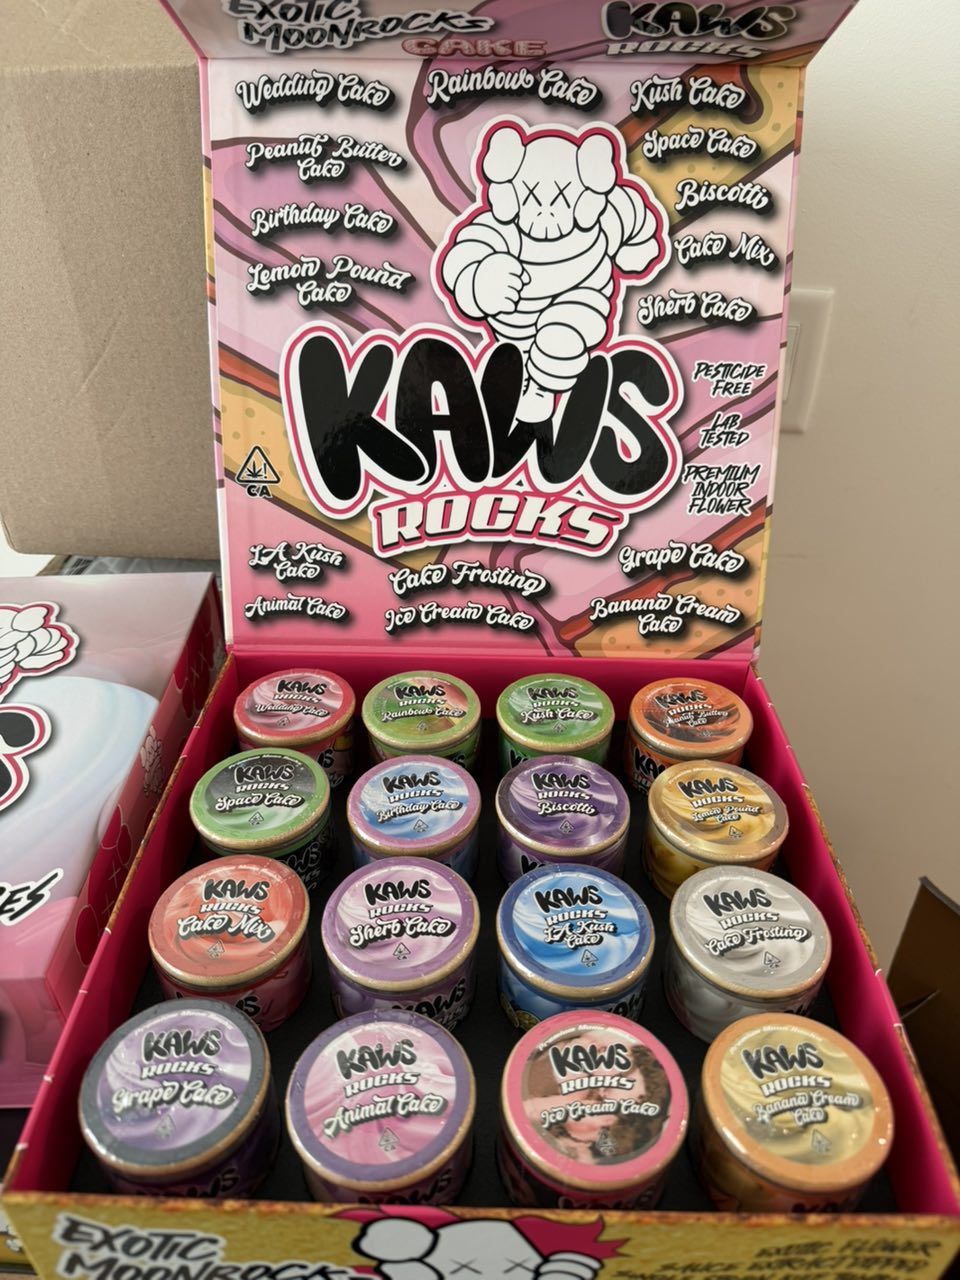 EXOTIC
MOONROCKS
CAKE
KAWS
ROCKS
Wedding Cake
Rainbow Cake
Kush Cake
Peanut Butter
Cake
Space Cake
Birthday Cake
Biscotti
Lemon Pound
Cake
Cake Mix
Sherb Cake
KAWS
ROCKS
PESTICIDE
FREE
LAB
TESTED
PREMIUM
INDOOR
FLOWER
CA
LA Kush
Cake
Cake Frosting
Grape Cake
Animal Cake
Ice Cream Cake
Banana Cream
Cake
KAWS
ROCKS
Wedding Cake
KAWS
ROCKS
Rainbow Cake
KAWS
ROCKS
Kush Cake
KAWS
ROCKS
Peanut Butter
Cake
KAWS
ROCKS
Space Cake
KAWS
ROCKS
Birthday Cake
KAWS
ROCKS
Biscotti
KAWS
ROCKS
Lemon Pound
Cake
KAWS
ROCKS
Cake Mix
KAWS
ROCKS
Sherb Cake
KAWS
ROCKS
LA Kush
Cake
KAWS
ROCKS
Cake Frosting
KAWS
ROCKS
Grape Cake
KAWS
ROCKS
Animal Cake
KAWS
ROCKS
Ice Cream Cake
KAWS
ROCKS
Banana Cream
Cake
EXOTIC
MOONROCKS
EXOTIC FLOWER